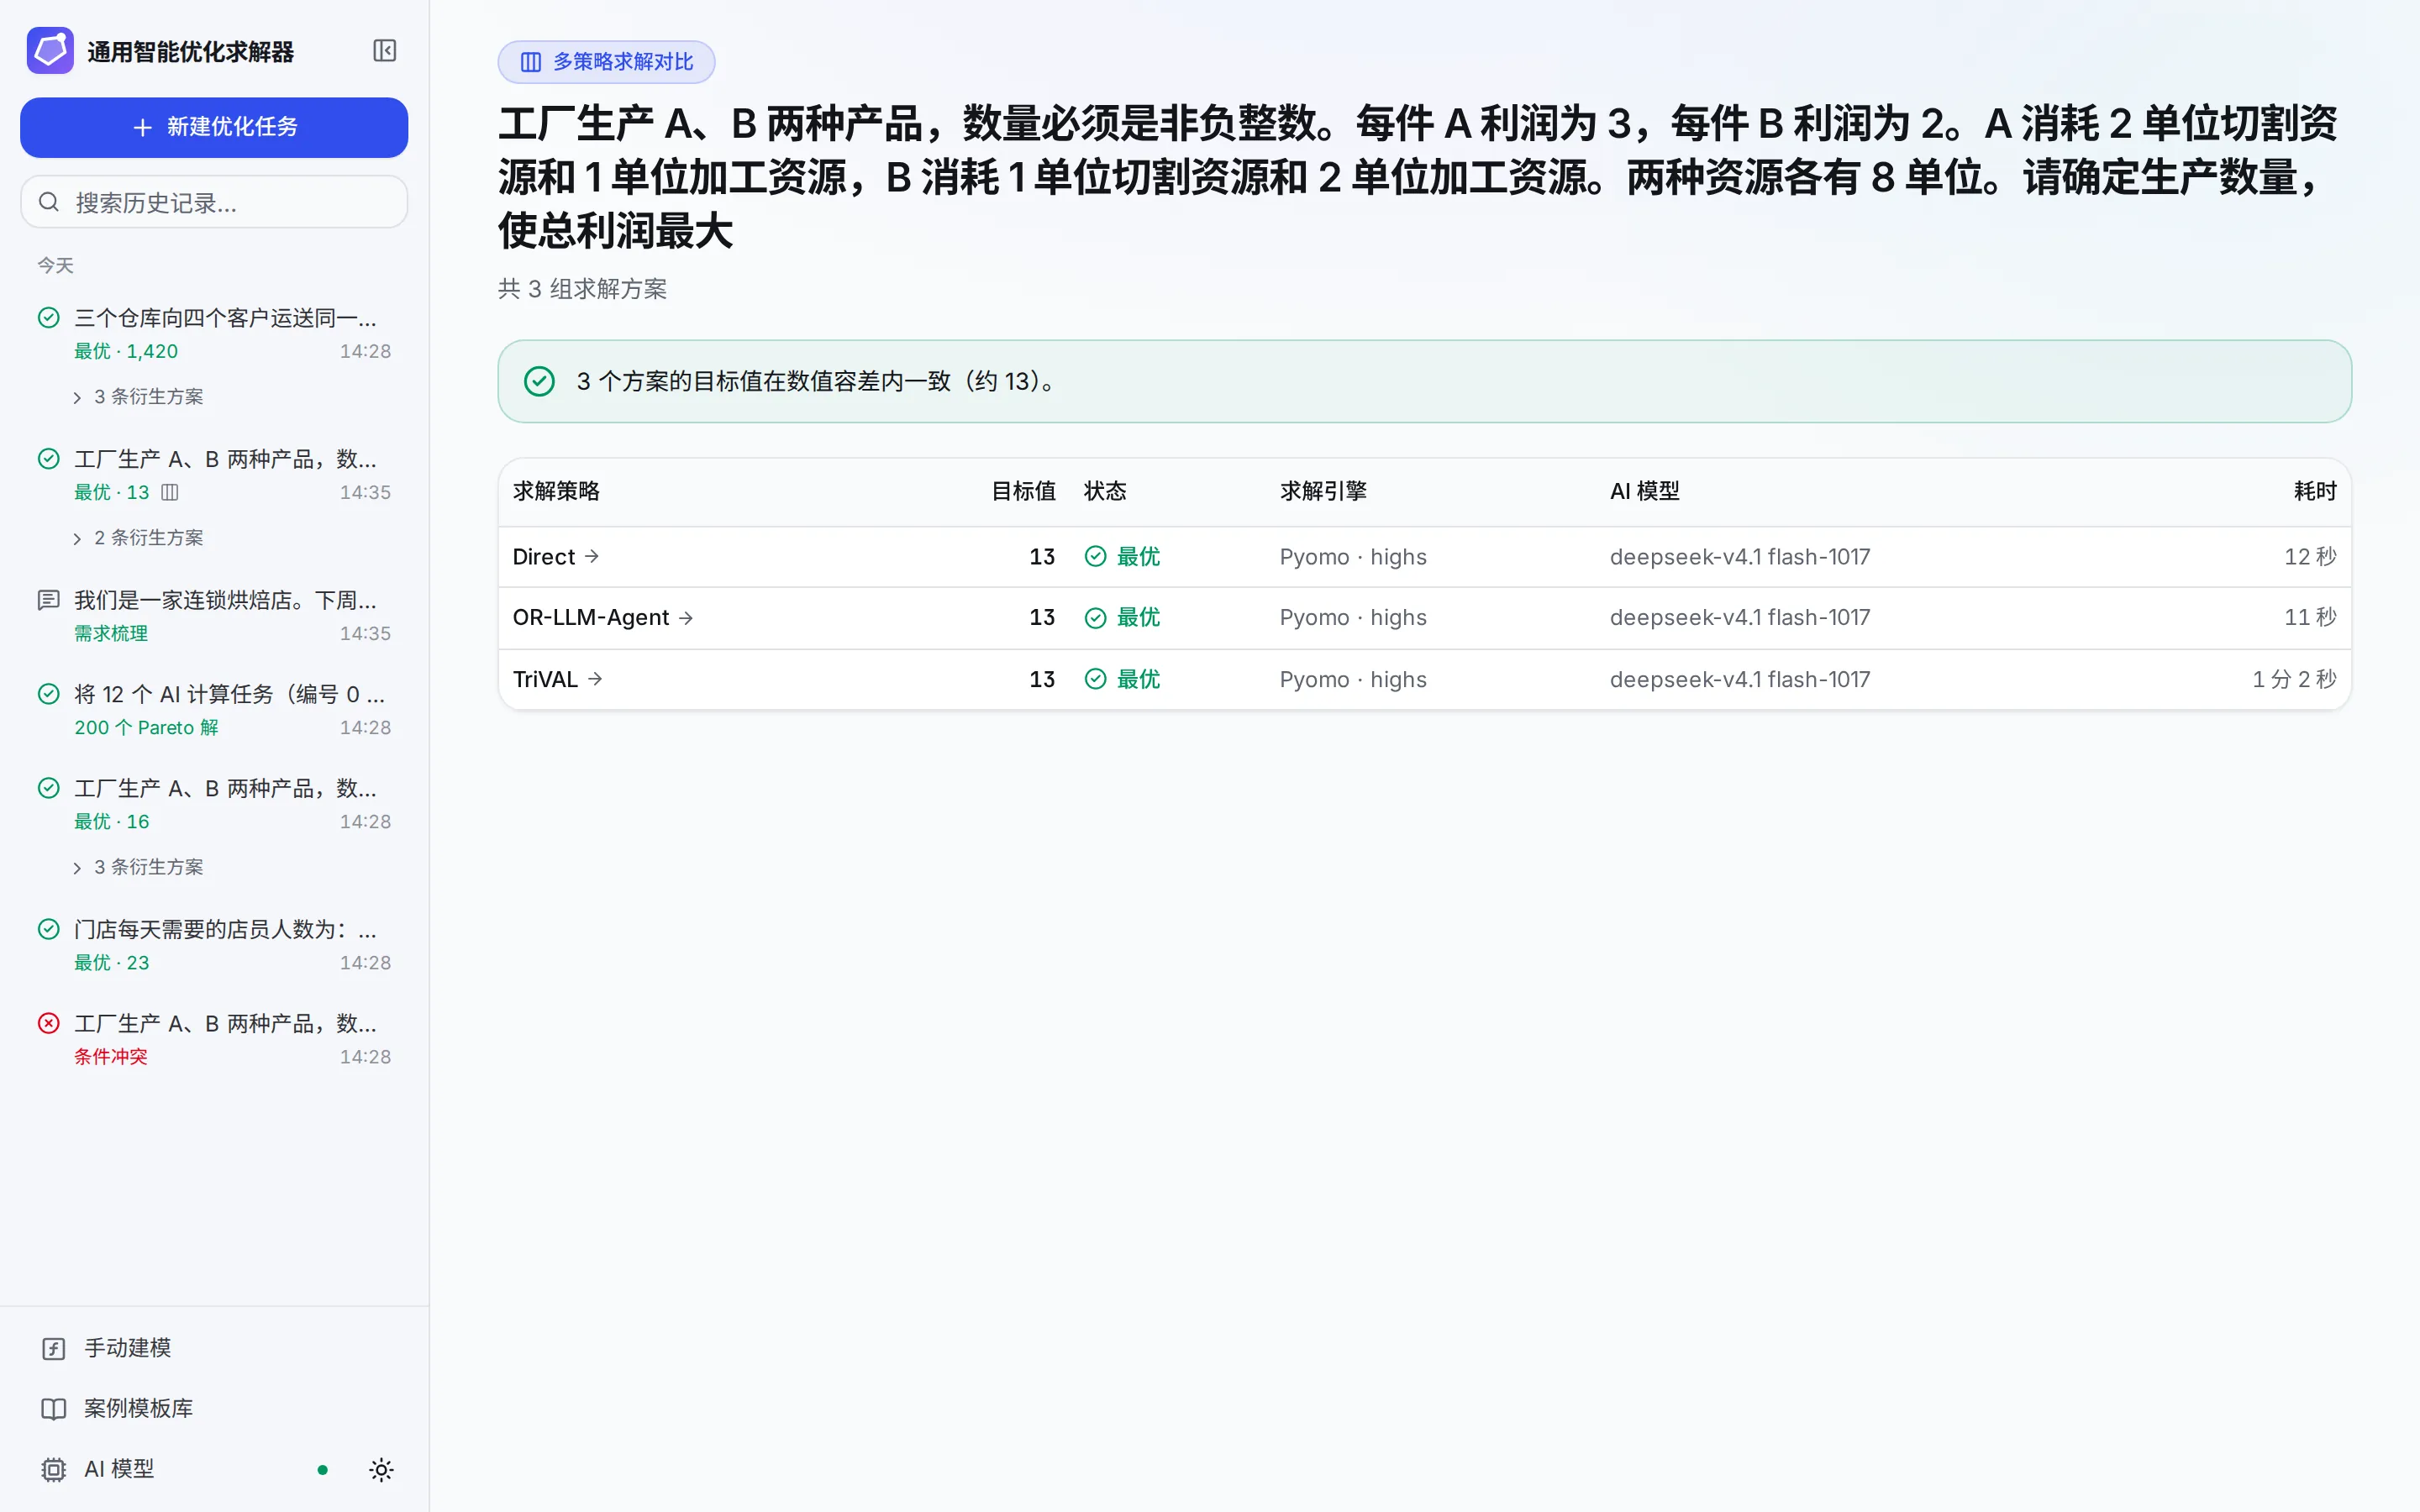 通用智能优化求解器
新建优化任务
搜索历史记录...
今天
三个仓库向四个客户运送同一...
最优 · 1,420 14:28
3 条衍生方案
工厂生产 A、B 两种产品，数...
最优 · 13 14:35
2 条衍生方案
我们是一家连锁烘焙店。下周...
需求梳理 14:35
将 12 个 AI 计算任务（编号 0 ...
200 个 Pareto 解 14:28
工厂生产 A、B 两种产品，数...
最优 · 16 14:28
3 条衍生方案
门店每天需要的店员人数为：...
最优 · 23 14:28
工厂生产 A、B 两种产品，数...
条件冲突 14:28
手动建模
案例模板库
AI 模型
多策略求解对比
工厂生产 A、B 两种产品，数量必须是非负整数。每件 A 利润为 3，每件 B 利润为 2。A 消耗 2 单位切割资
源和 1 单位加工资源，B 消耗 1 单位切割资源和 2 单位加工资源。两种资源各有 8 单位。请确定生产数量，
使总利润最大
共 3 组求解方案
3 个方案的目标值在数值容差内一致（约 13）。
求解策略 目标值 状态 求解引擎 AI 模型 耗时
Direct → 13 最优 Pyomo · highs deepseek-v4.1 flash-1017 12 秒
OR-LLM-Agent → 13 最优 Pyomo · highs deepseek-v4.1 flash-1017 11 秒
TriVAL → 13 最优 Pyomo · highs deepseek-v4.1 flash-1017 1 分 2 秒